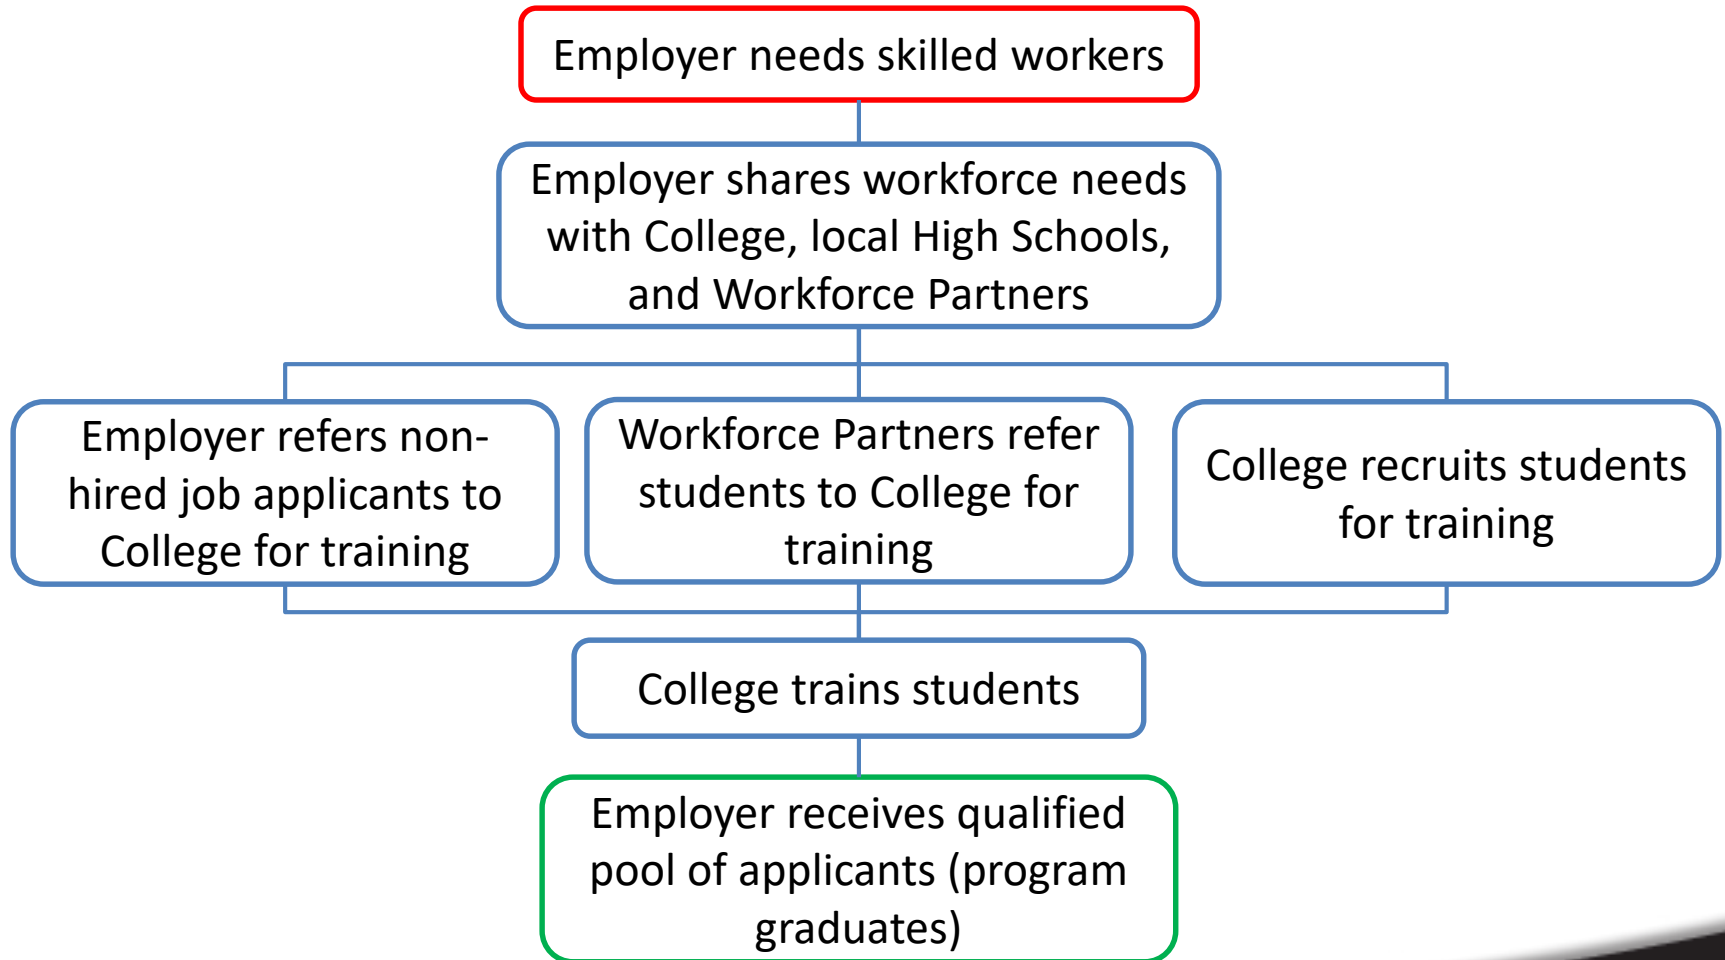 Employer needs skilled workers
Employer shares workforce needs
with College, local High Schools,
and Workforce Partners
Employer refers non-
hired job applicants to
College for training
Workforce Partners refer
students to College for
training
College recruits students
for training
College trains students
Employer receives qualified
pool of applicants (program
graduates)